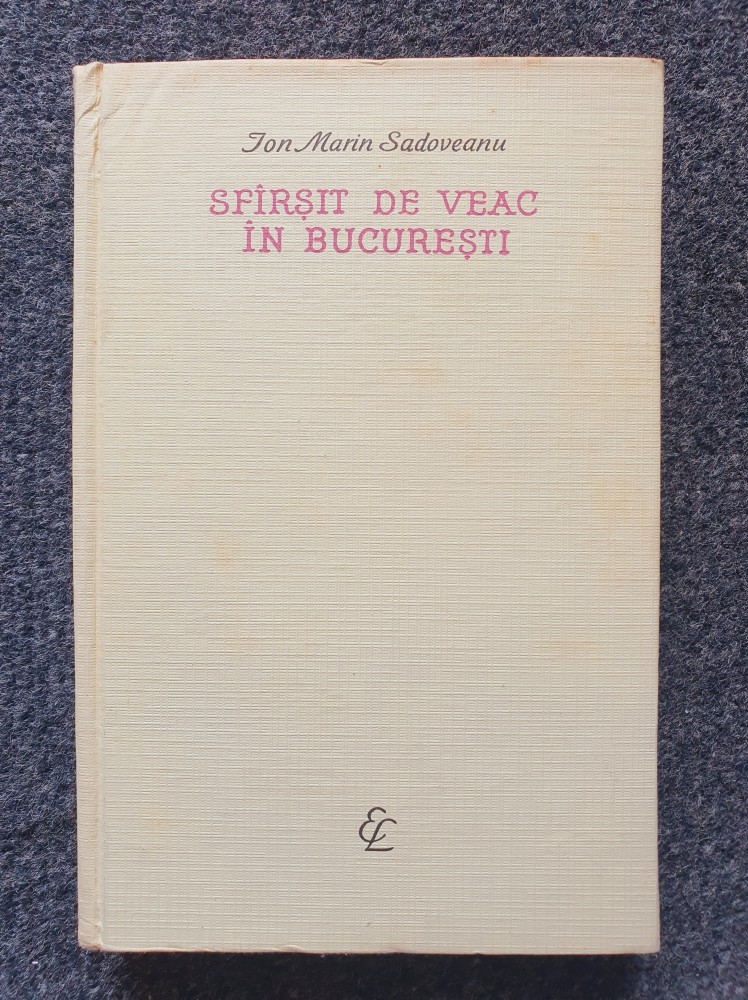 Ion Marin Sadoveanu
SFÎRȘIT DE VEAC
ÎN BUCUREȘTI
EL